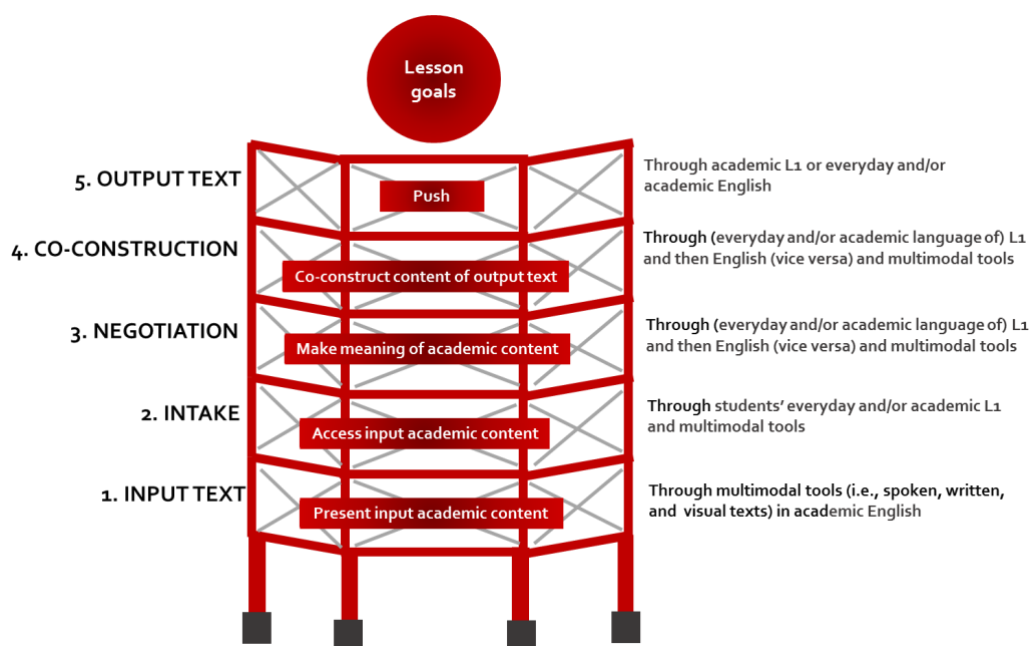 Lesson
goals
5. OUTPUT TEXT
Push
Through academic L1 or everyday and/or
academic English
4. CO-CONSTRUCTION
Co-construct content of output text
Through (everyday and/or academic language of) L1
and then English (vice versa) and multimodal tools
3. NEGOTIATION
Make meaning of academic content
Through (everyday and/or academic language of) L1
and then English (vice versa) and multimodal tools
2. INTAKE
Access input academic content
Through students’ everyday and/or academic L1
and multimodal tools
1. INPUT TEXT
Present input academic content
Through multimodal tools (i.e., spoken, written,
and visual texts) in academic English